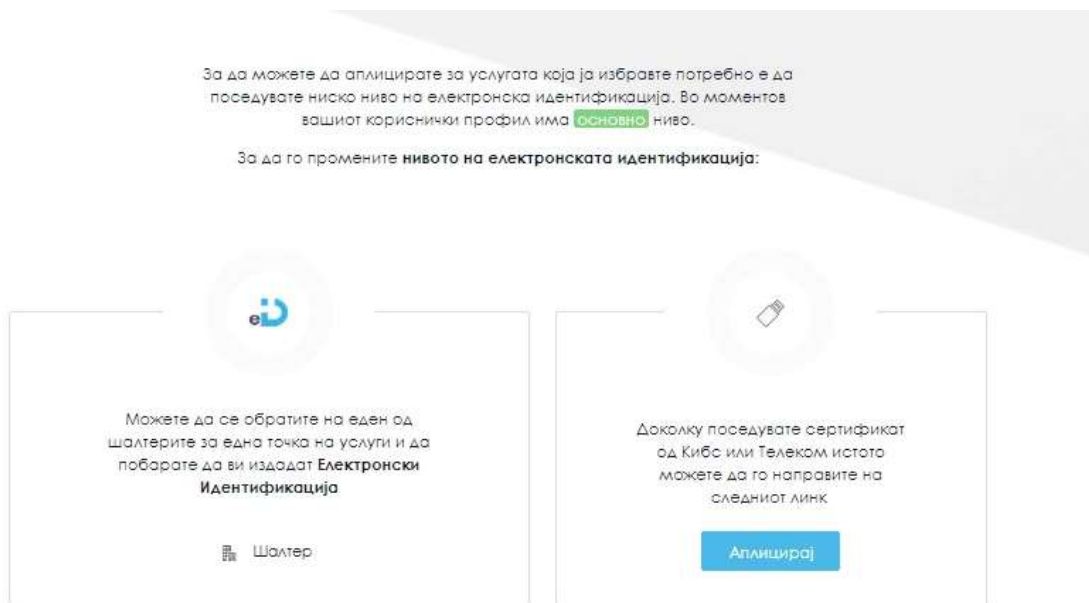 За да можете да аплицирате за услугата која ја избравте потребно е да
поседувате ниско ниво на електронска идентификација. Во моментов
вашиот кориснички профил има основно ниво.
За да го промените нивото на електронската идентификација:
eID
Можете да се обратите на еден од
шалтерите за една точка на услуги и да
побарате да ви издадат Електронски
Идентификација
Шалтер
Доколку поседувате сертификат
од Кибс или Телеком истото
можете да го направите на
следниот линк
Аплицирај